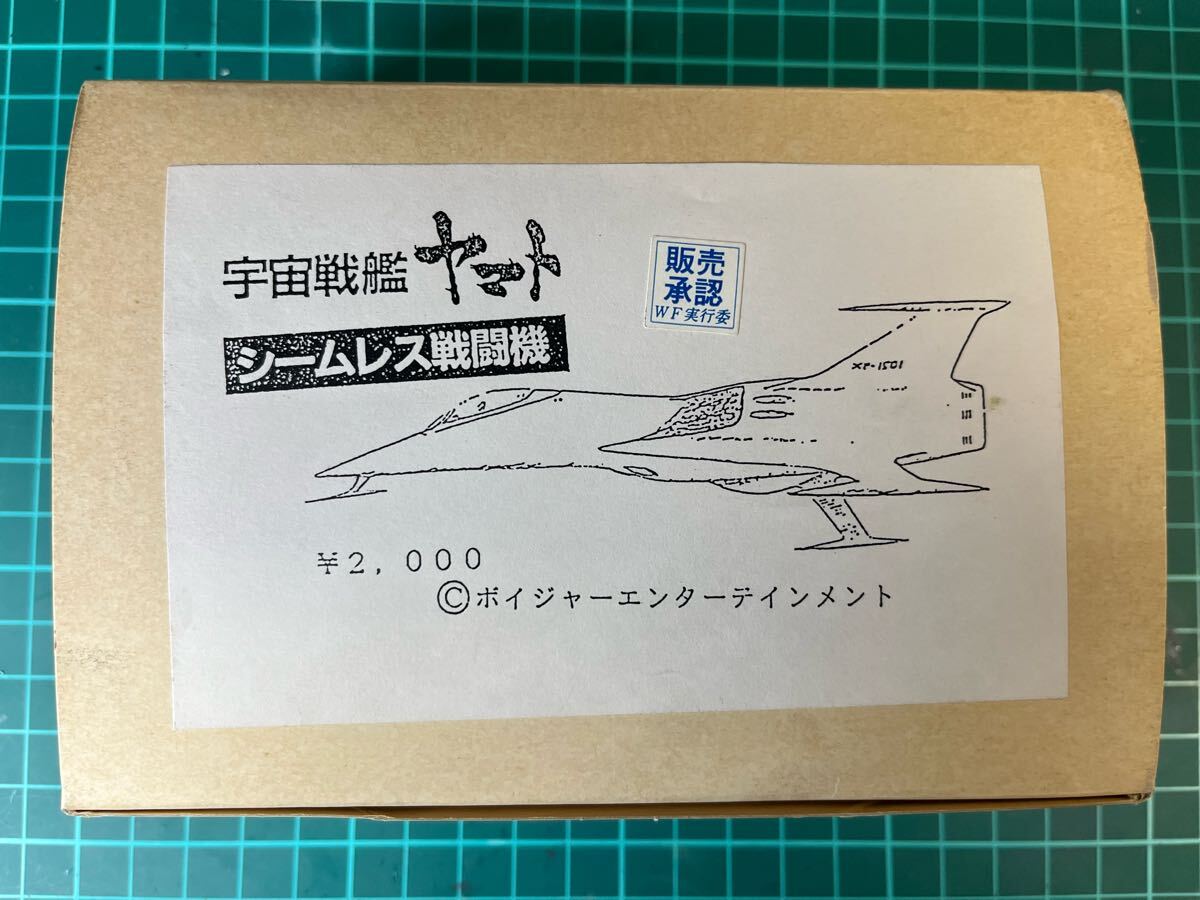 宇宙戦艦ヤマト
シームレス戦闘機
販売
承認
WF実行委
¥2,000
©ボイジャーエンターテインメント